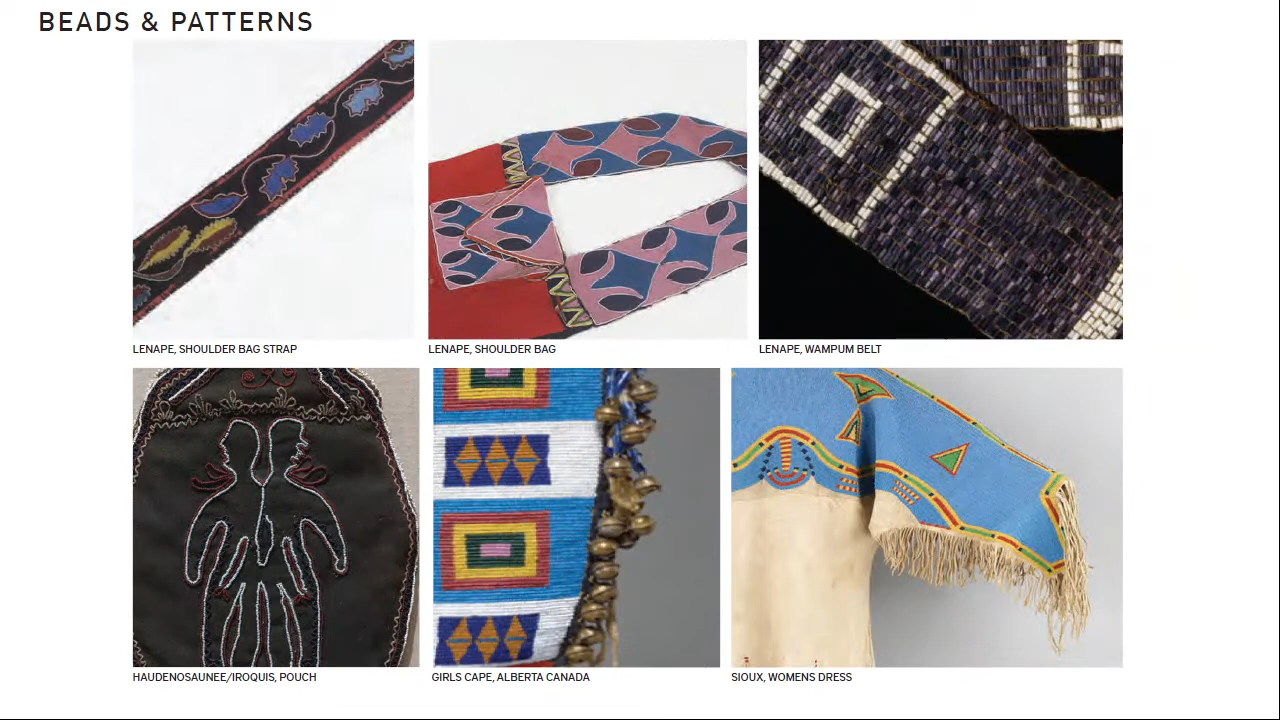 BEADS & PATTERNS
LENAPE, SHOULDER BAG STRAP
LENAPE, SHOULDER BAG
LENAPE, WAMPUM BELT
HAUDENOSAUNEE/IROQUIS, POUCH
GIRLS CAPE, ALBERTA CANADA
SIOUX, WOMENS DRESS